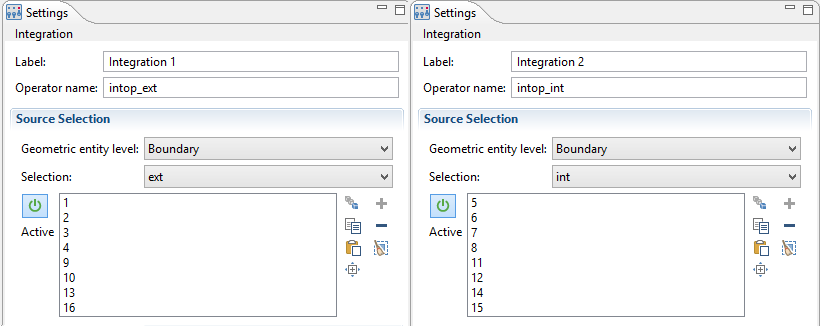 Settings
Integration
Label: Integration 1
Operator name: intop_ext
Source Selection
Geometric entity level: Boundary
Selection: ext
Active
1
2
3
4
9
10
13
16
Settings
Integration
Label: Integration 2
Operator name: intop_int
Source Selection
Geometric entity level: Boundary
Selection: int
Active
5
6
7
8
11
12
14
15